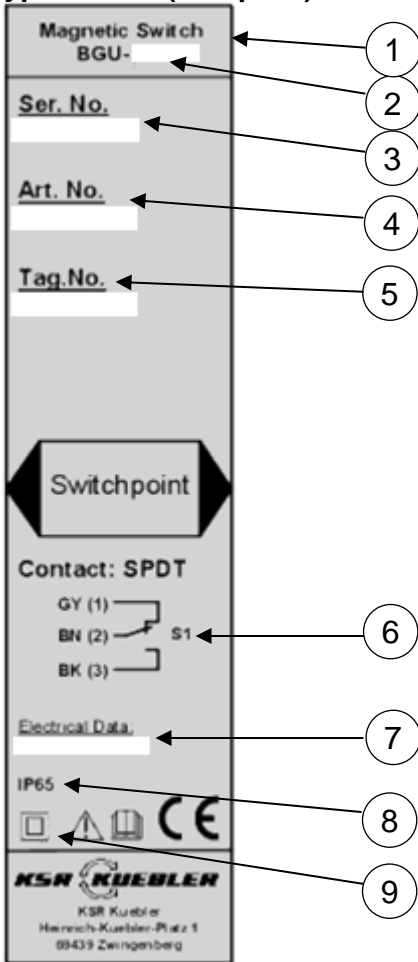 Magnetic Switch
1
BGU-
2
Ser. No.
3
Art. No.
4
Tag.No.
5
Switchpoint
Contact: SPDT
GY (1)
BN (2) S1
6
BK (3)
Electrical Data:
7
IP65
8
CE
9
KSR KUEBLER
KSR Kuebler
Heinrich-Kuebler-Platz 1
69439 Zwingenberg